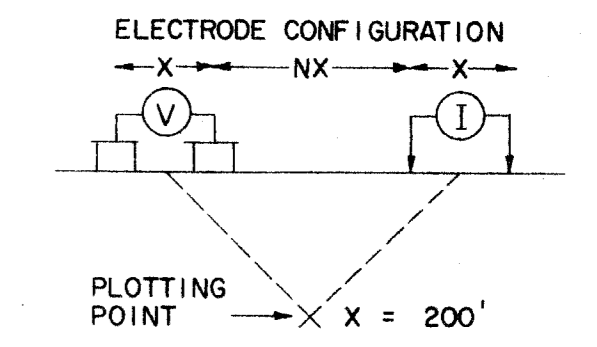 ELECTRODE CONFIGURATION
X NX X
V I
PLOTTING
POINT X = 200'